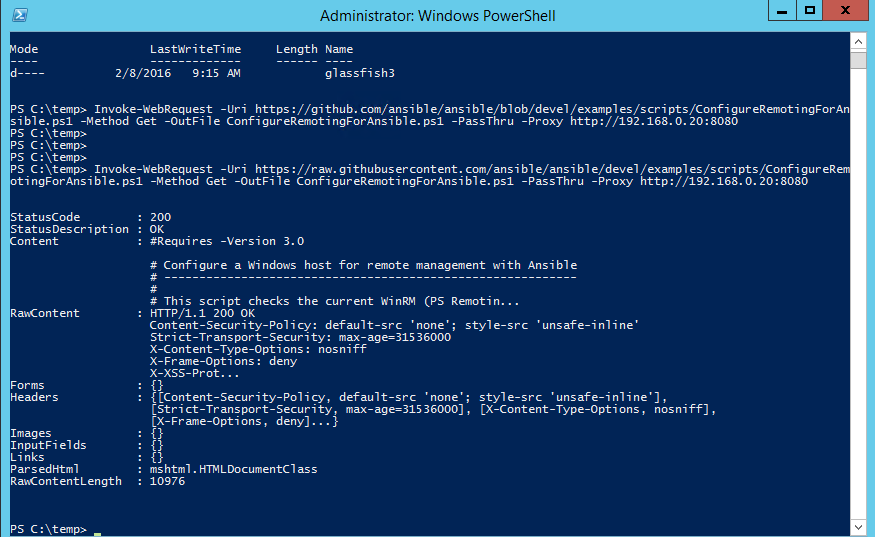 Administrator: Windows PowerShell
Mode                LastWriteTime     Length Name
----                -------------     ------ ----
d----          2/8/2016   9:15 AM            glassfish3
PS C:\temp> Invoke-WebRequest -Uri https://github.com/ansible/ansible/blob/devel/examples/scripts/ConfigureRemotingForAn
sible.ps1 -Method Get -OutFile ConfigureRemotingForAnsible.ps1 -PassThru -Proxy http://192.168.0.20:8080
PS C:\temp>
PS C:\temp>
PS C:\temp>
PS C:\temp> Invoke-WebRequest -Uri https://raw.githubusercontent.com/ansible/ansible/devel/examples/scripts/ConfigureRem
otingForAnsible.ps1 -Method Get -OutFile ConfigureRemotingForAnsible.ps1 -PassThru -Proxy http://192.168.0.20:8080
StatusCode        : 200
StatusDescription : OK
Content           : #Requires -Version 3.0
                    # Configure a Windows host for remote management with Ansible
                    # -----------------------------------------------------------
                    #
                    # This script checks the current WinRM (PS Remotin...
RawContent        : HTTP/1.1 200 OK
                    Content-Security-Policy: default-src 'none'; style-src 'unsafe-inline'
                    Strict-Transport-Security: max-age=31536000
                    X-Content-Type-Options: nosniff
                    X-Frame-Options: deny
                    X-XSS-Prot...
Forms             : {}
Headers           : {[Content-Security-Policy, default-src 'none'; style-src 'unsafe-inline'],
                    [Strict-Transport-Security, max-age=31536000], [X-Content-Type-Options, nosniff],
                    [X-Frame-Options, deny]...}
Images            : {}
InputFields       : {}
Links             : {}
ParsedHtml        : mshtml.HTMLDocumentClass
RawContentLength  : 10976
PS C:\temp>